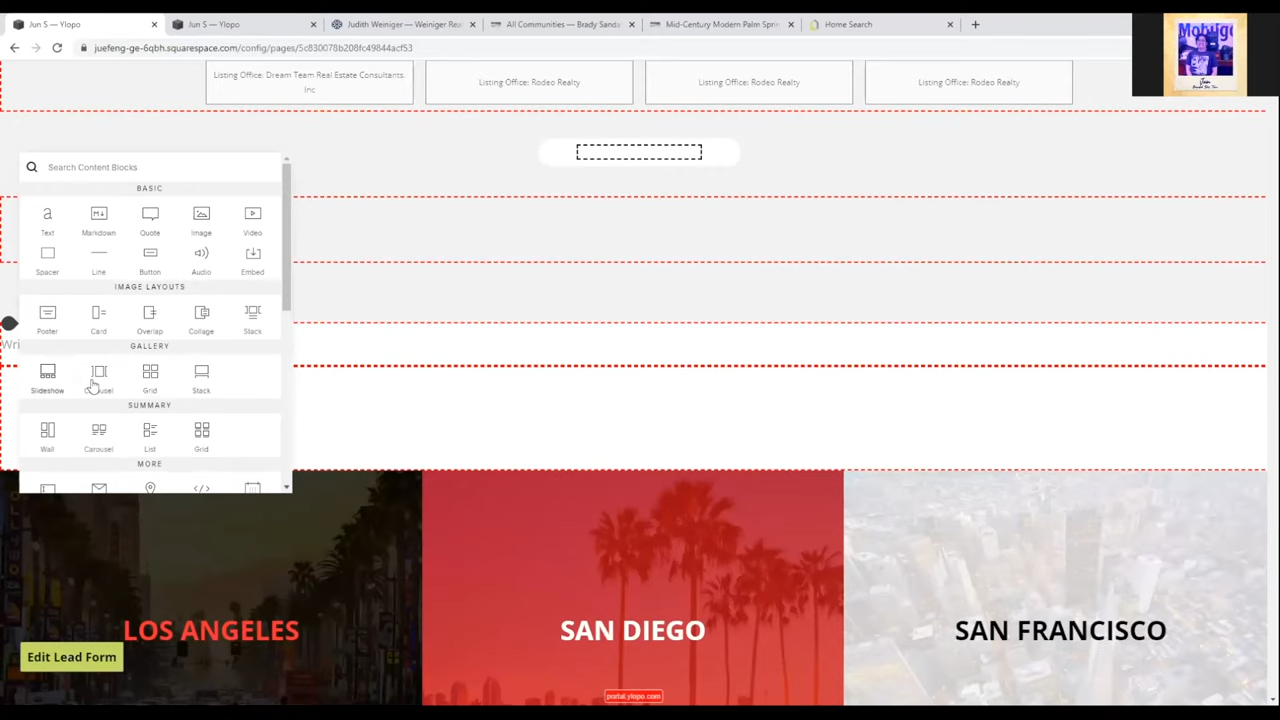 Jun S — Ylopo
Jun S — Ylopo
Judith Weiniger — Weiniger Rea
All Communities — Brady Sanda
Mid-Century Modern Palm Sprin
Home Search
juefeng-ge-6qbh.squarespace.com/config/pages/5c830078b208fc49844acf53
Listing Office: Dream Team Real Estate Consultants.
Inc
Listing Office: Rodeo Realty
Listing Office: Rodeo Realty
Listing Office: Rodeo Realty
Search Content Blocks
BASIC
Text Markdown Quote Image Video
Spacer Line Button Audio Embed
IMAGE LAYOUTS
Poster Card Overlap Collage Stack
Wri
GALLERY
Slideshow Carousel Grid Stack
SUMMARY
Wall Carousel List Grid
MORE
LOS ANGELES
SAN DIEGO
SAN FRANCISCO
Edit Lead Form
portal.ylopo.com